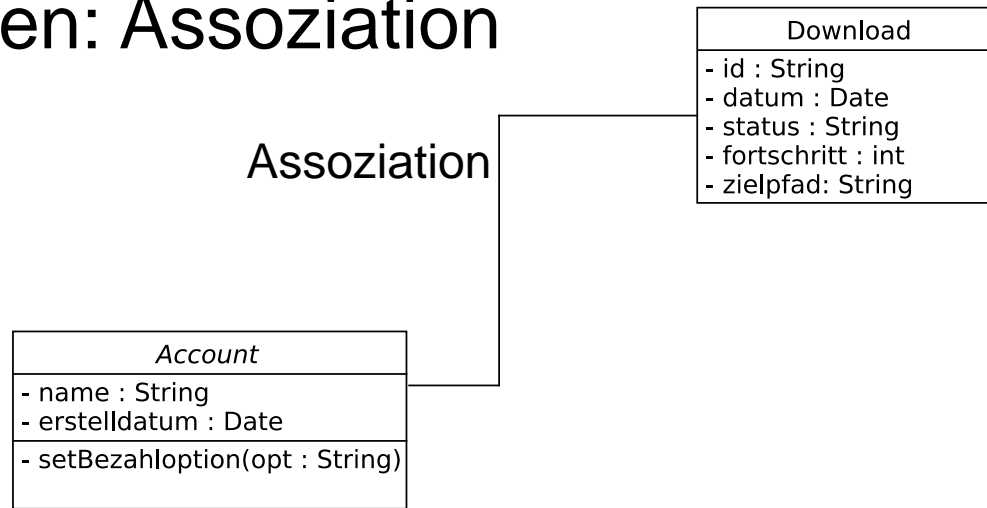 en: Assoziation
Download
- id : String
- datum : Date
- status : String
- fortschritt : int
- zielpfad: String
Assoziation
Account
- name : String
- erstelldatum : Date
- setBezahloption(opt : String)